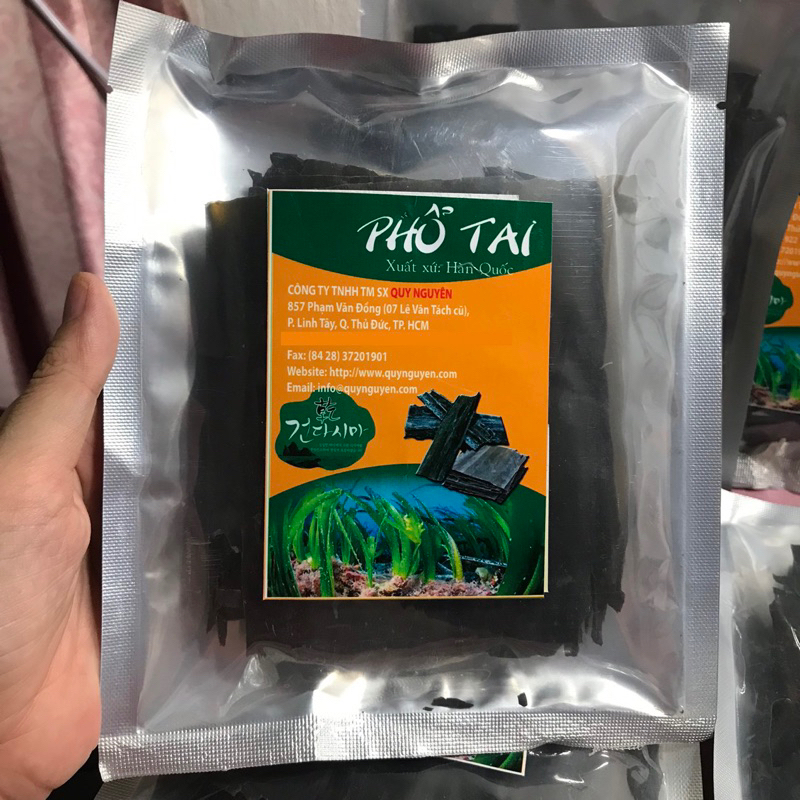 PHỔ TAI
Xuất xứ: Hàn Quốc
CÔNG TY TNHH TM SX QUY NGUYÊN
857 Phạm Văn Đồng (07 Lê Văn Tách cũ),
P. Linh Tây, Q. Thủ Đức, TP. HCM
Fax: (84 28) 37201901
Website: http://www.quynguyen.com
Email: info@quynguyen.com
乾
건다시마